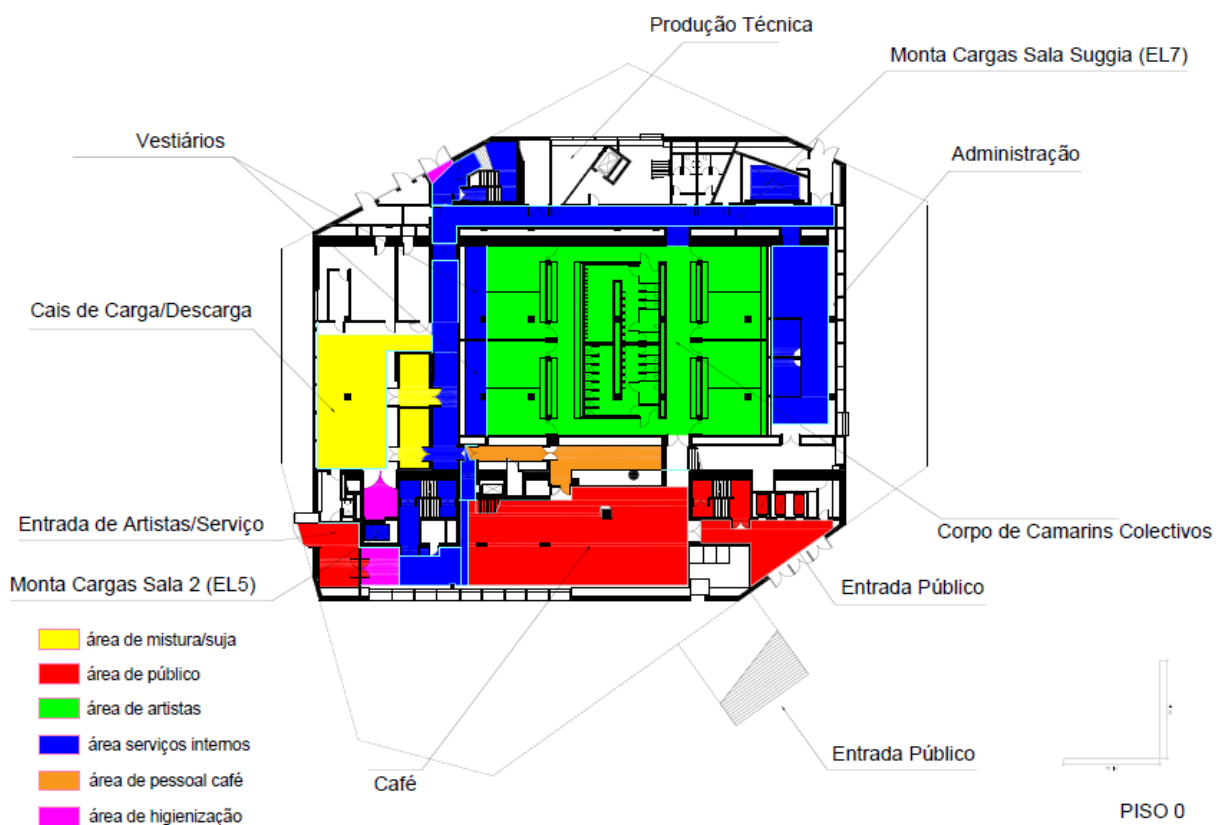 Produção Técnica
Monta Cargas Sala Suggia (EL7)
Vestiários
Administração
Cais de Carga/Descarga
Entrada de Artistas/Serviço
Corpo de Camarins Colectivos
Monta Cargas Sala 2 (EL5)
Entrada Público
área de mistura/suja
área de público
área de artistas
área serviços internos
Entrada Público
área de pessoal café
Café
área de higienização
PISO 0